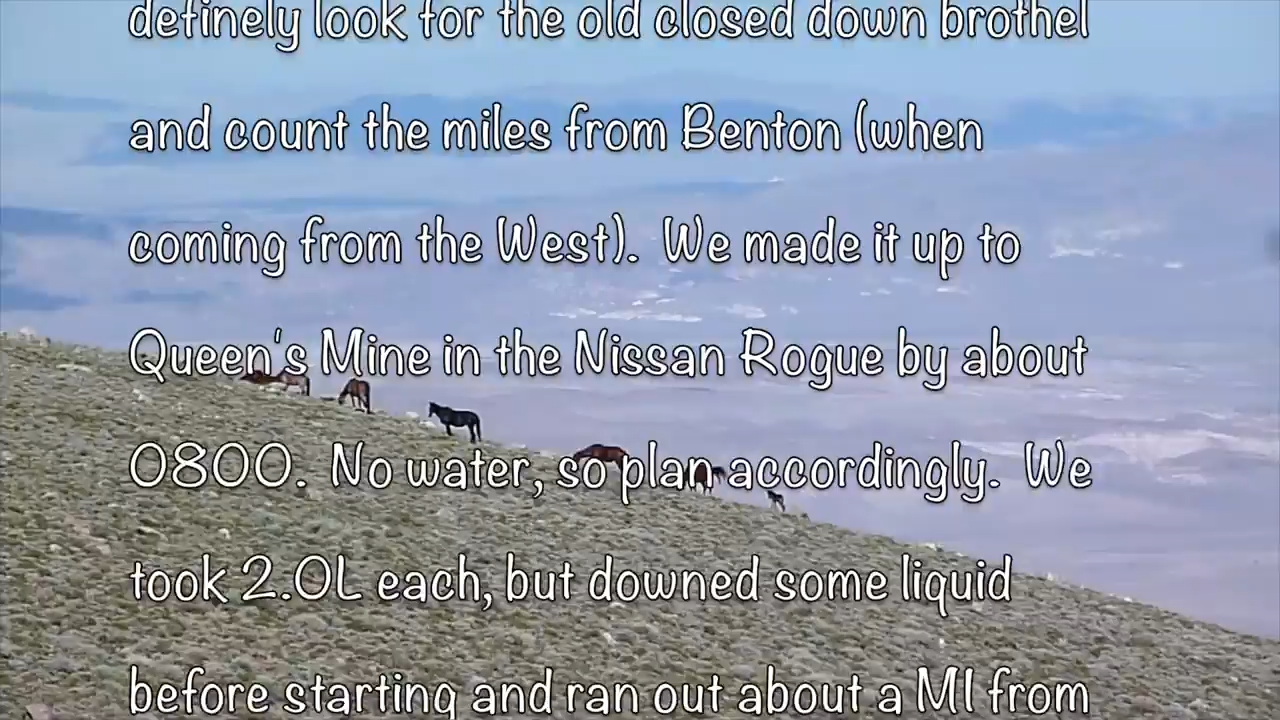 definely look for the old closed down brothel
and count the miles from Benton (when
coming from the West).  We made it up to
Queen's Mine in the Nissan Rogue by about
0800.  No water, so plan accordingly.  We
took 2.0L each, but downed some liquid
before starting and ran out about a MI from